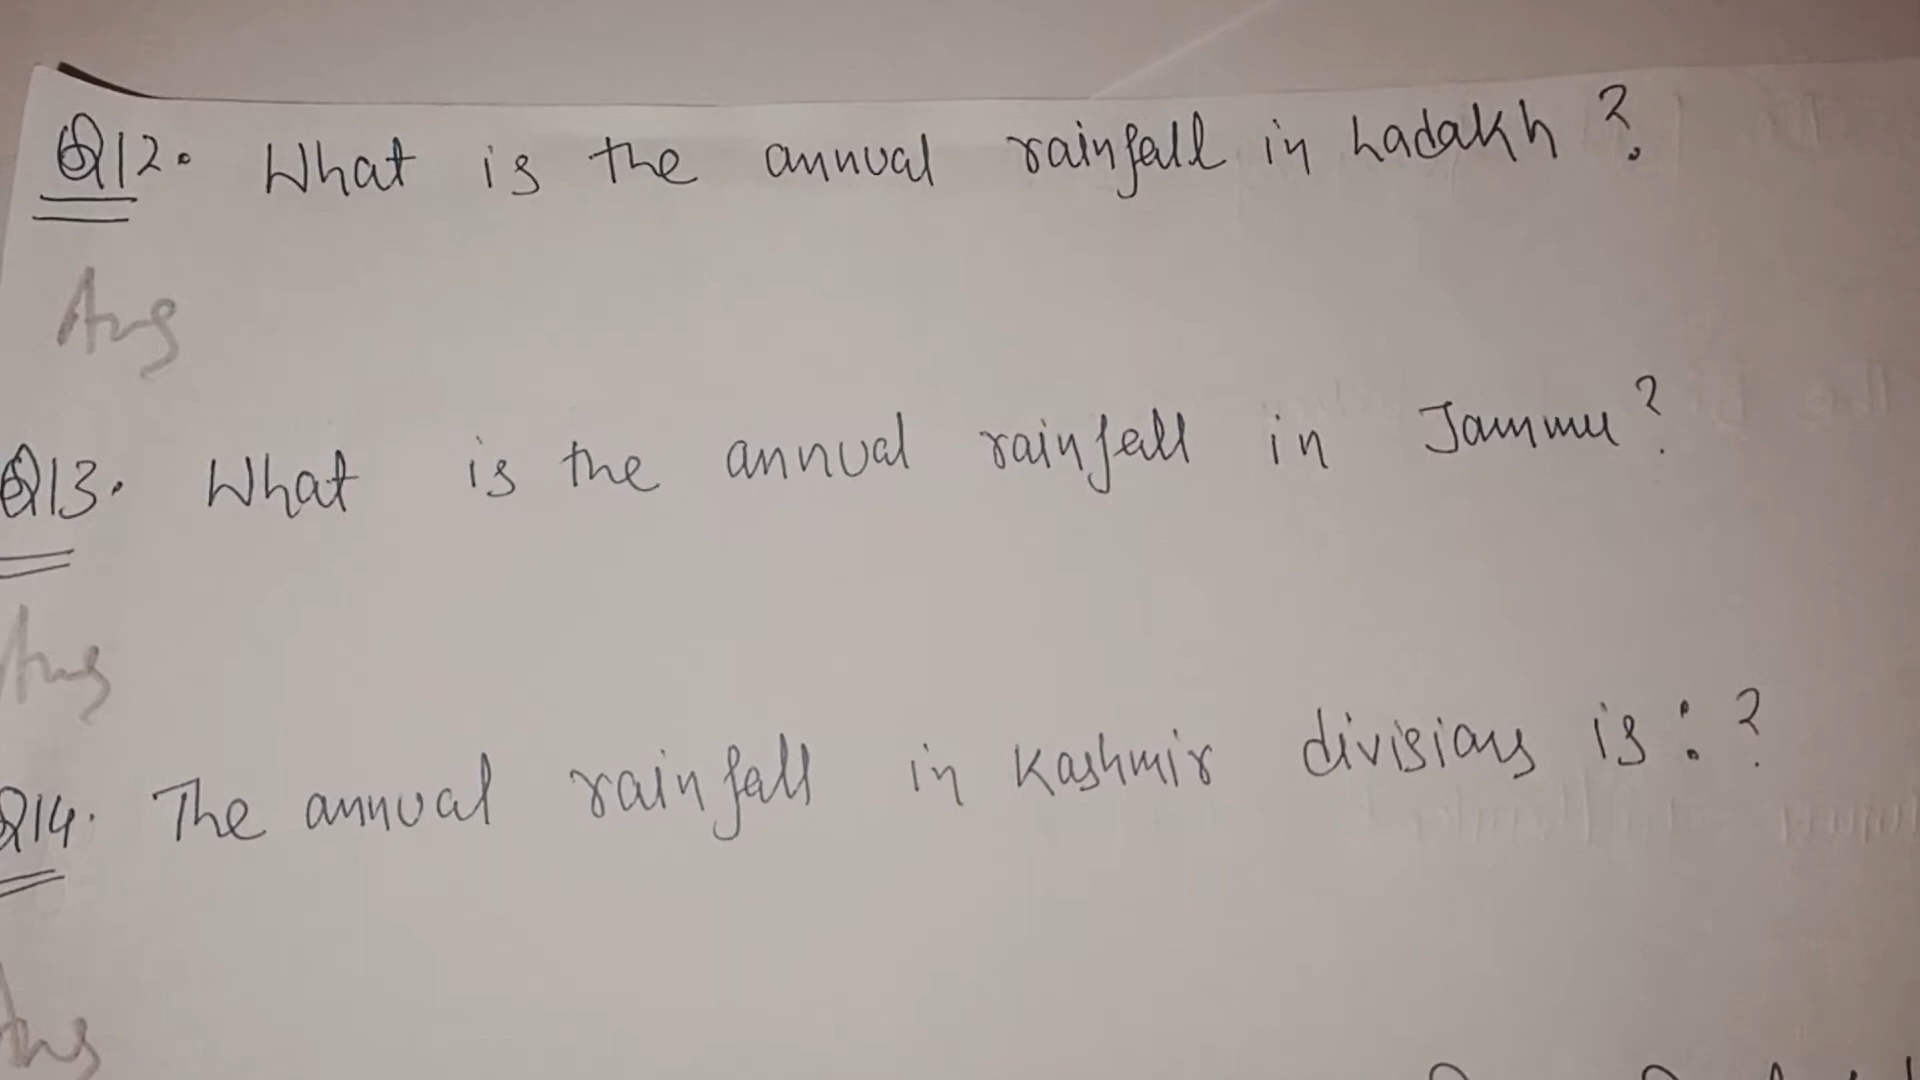 Q12. What is the annual rainfall in Ladakh ?
Ans
Q13. What is the annual rainfall in Jammu ?
Ans
Q14. The annual rainfall in Kashmir divisions is : ?
Ans